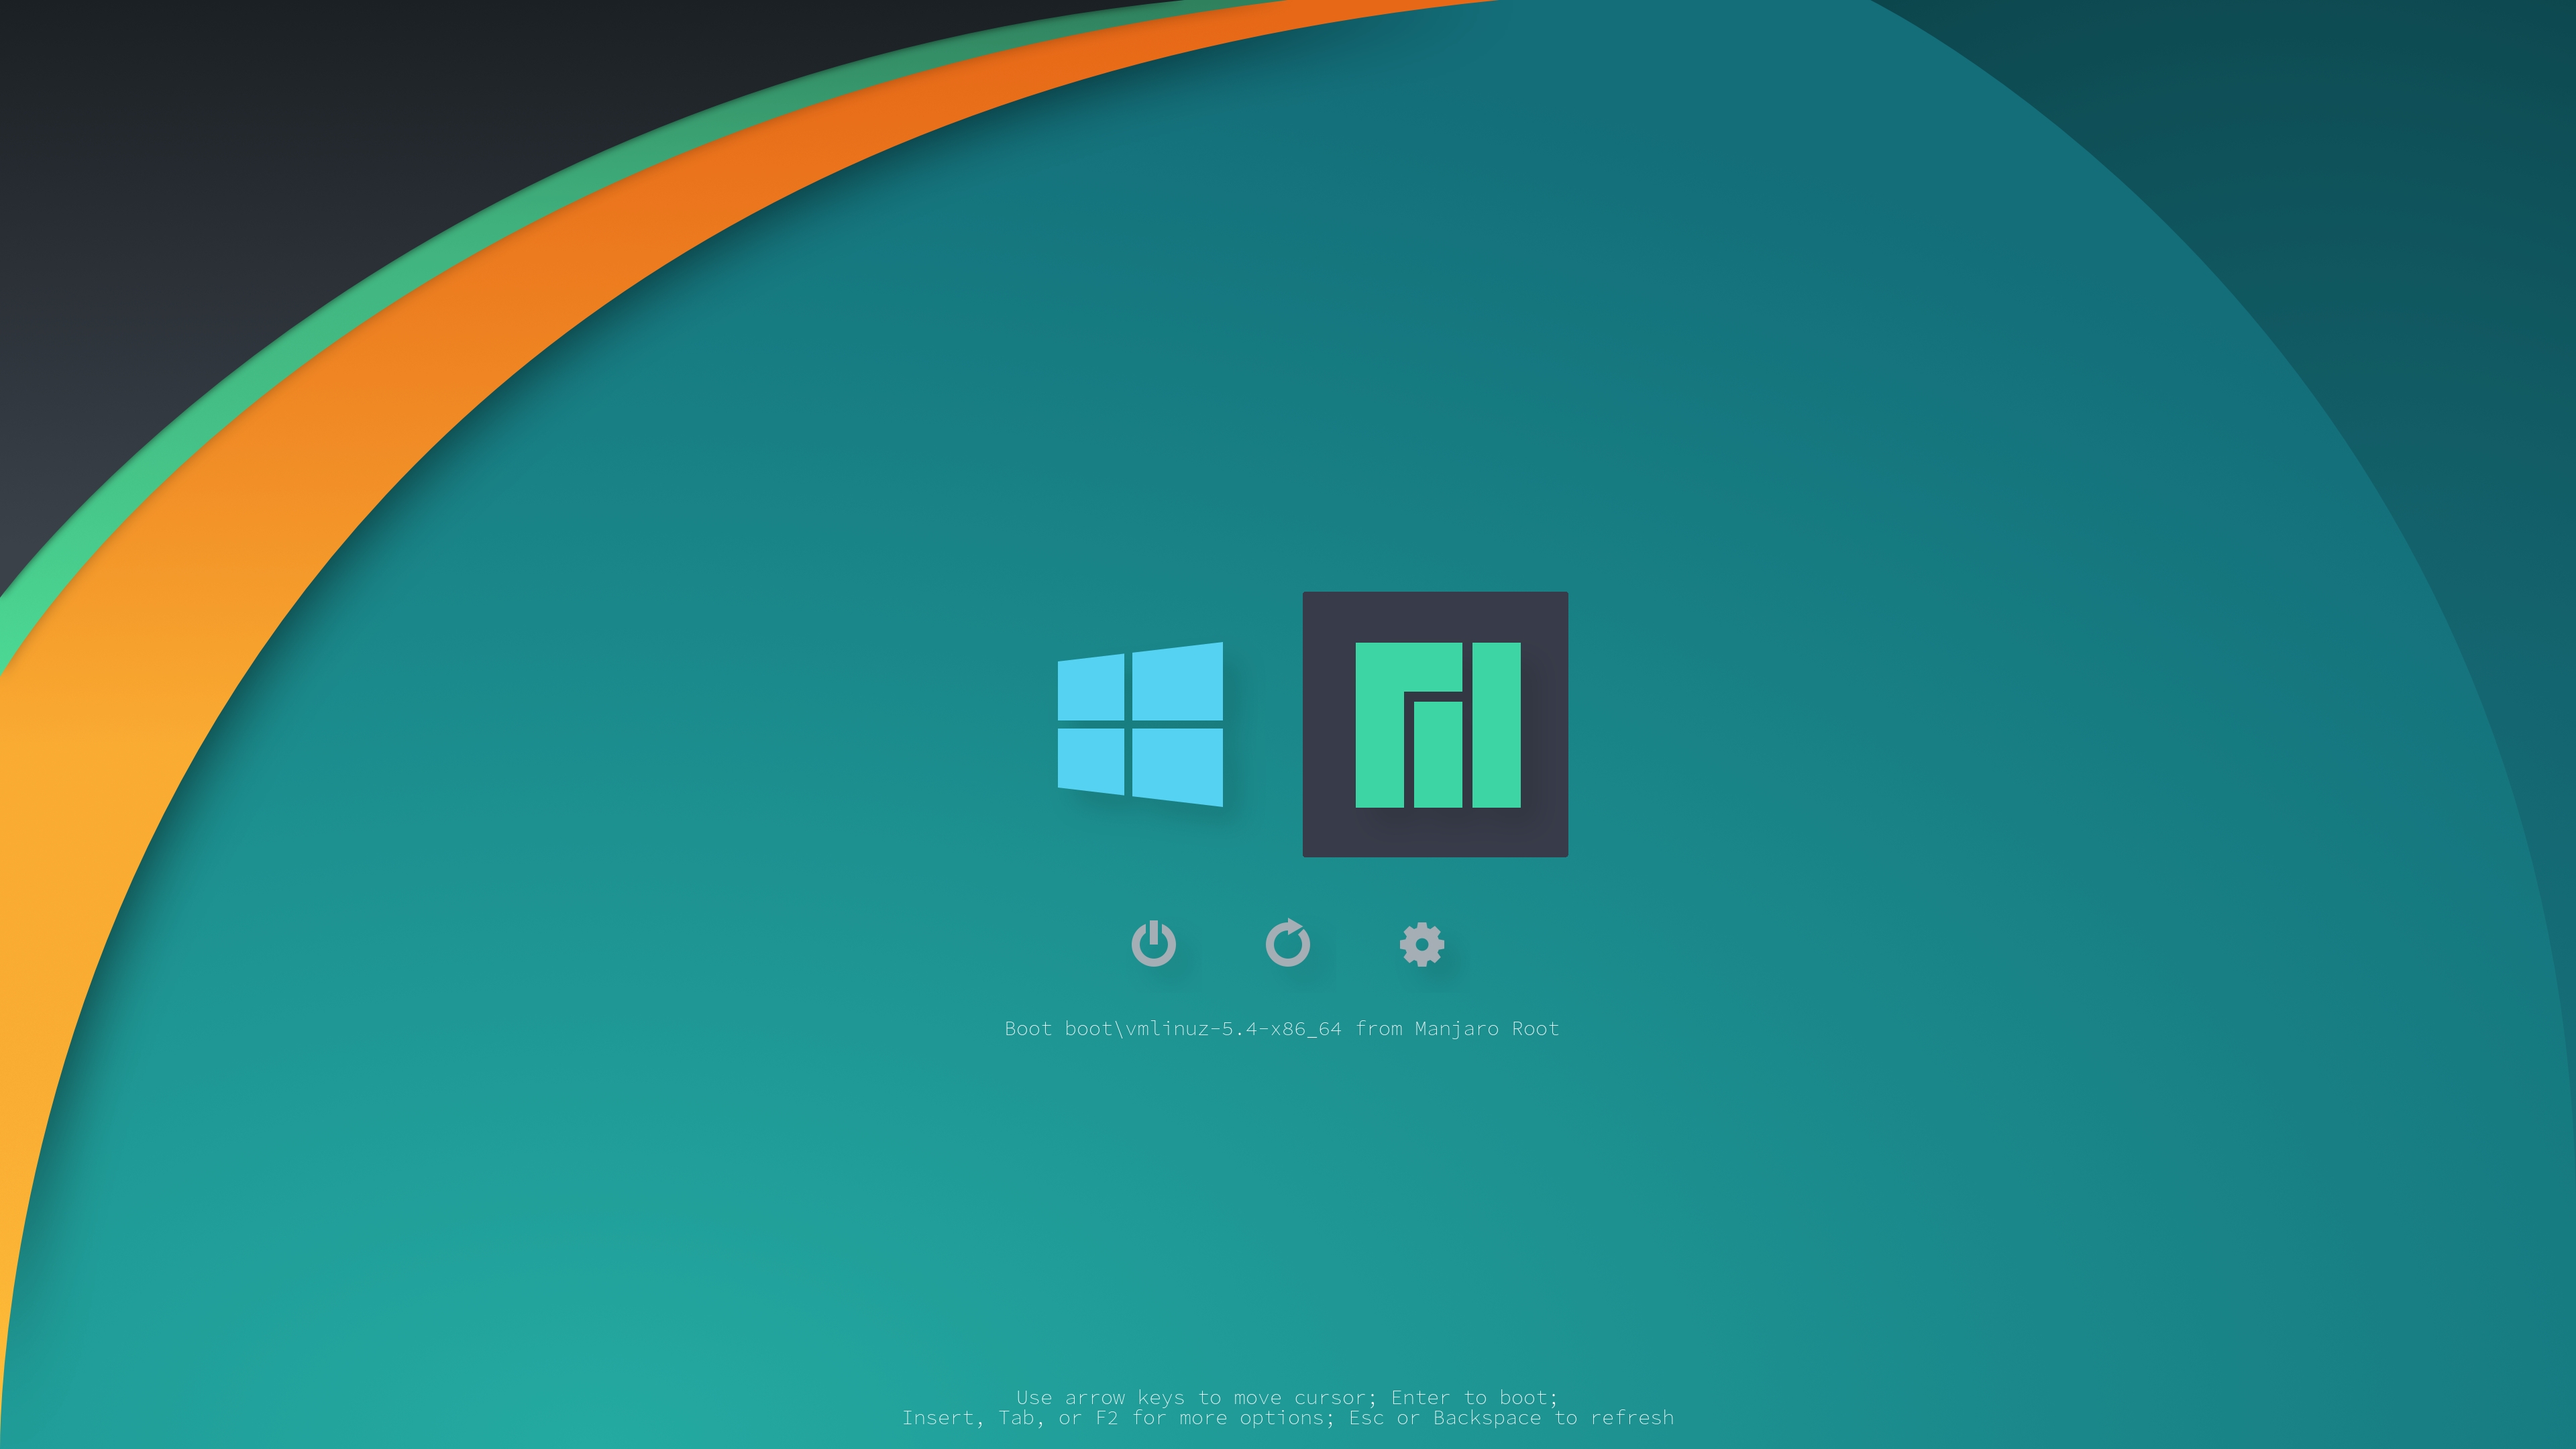 Boot boot\vmlinuz-5.4-x86_64 from Manjaro Root
Use arrow keys to move cursor; Enter to boot;
Insert, Tab, or F2 for more options; Esc or Backspace to refresh